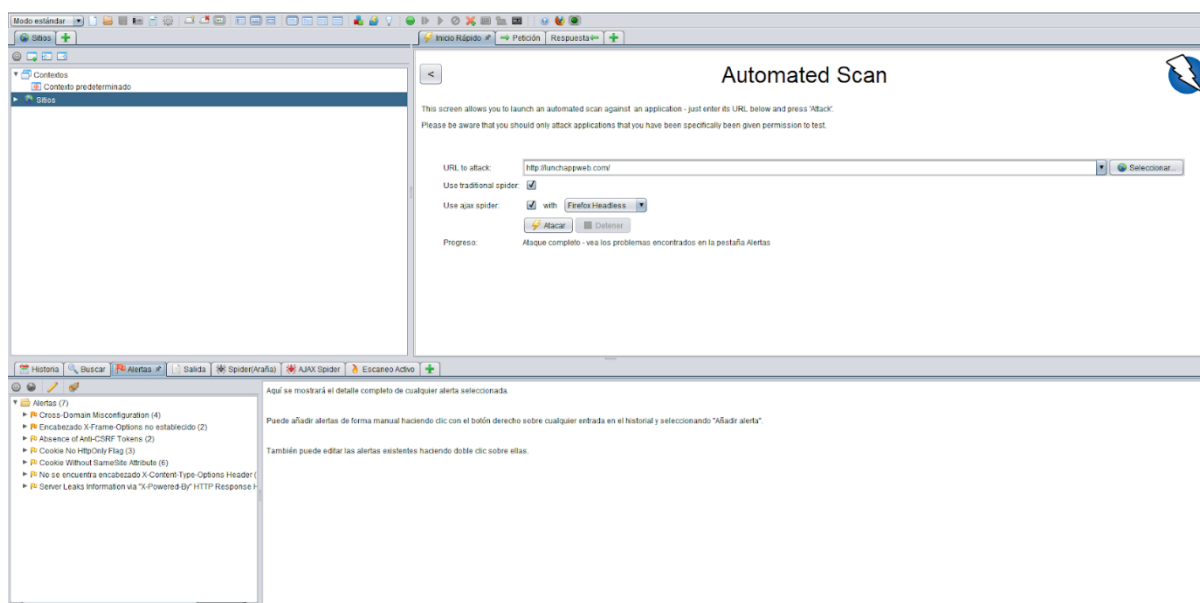 Modo estándar
Sitios
Inicio Rápido
Petición
Respuesta
Contextos
Contexto predeterminado
Sitios
<
Automated Scan
This screen allows you to launch an automated scan against an application - just enter its URL below and press 'Attack'.
Please be aware that you should only attack applications that you have been specifically been given permission to test.
URL to attack:
http://lunchappweb.com/
Seleccionar...
Use traditional spider:
Use ajax spider:
with
Firefox Headless
Atacar
Detener
Progreso:
Ataque completo - vea los problemas encontrados en la pestaña Alertas
Historia
Buscar
Alertas
Salida
Spider(Araña)
AJAX Spider
Escaneo Activo
Alertas (7)
Cross-Domain Misconfiguration (4)
Encabezado X-Frame-Options no establecido (2)
Absence of Anti-CSRF Tokens (2)
Cookie No HttpOnly Flag (3)
Cookie Without SameSite Attribute (6)
No se encuentra encabezado X-Content-Type-Options Header (
Server Leaks Information via "X-Powered-By" HTTP Response H
Aquí se mostrará el detalle completo de cualquier alerta seleccionada.
Puede añadir alertas de forma manual haciendo clic con el botón derecho sobre cualquier entrada en el historial y seleccionando "Añadir alerta".
También puede editar las alertas existentes haciendo doble clic sobre ellas.